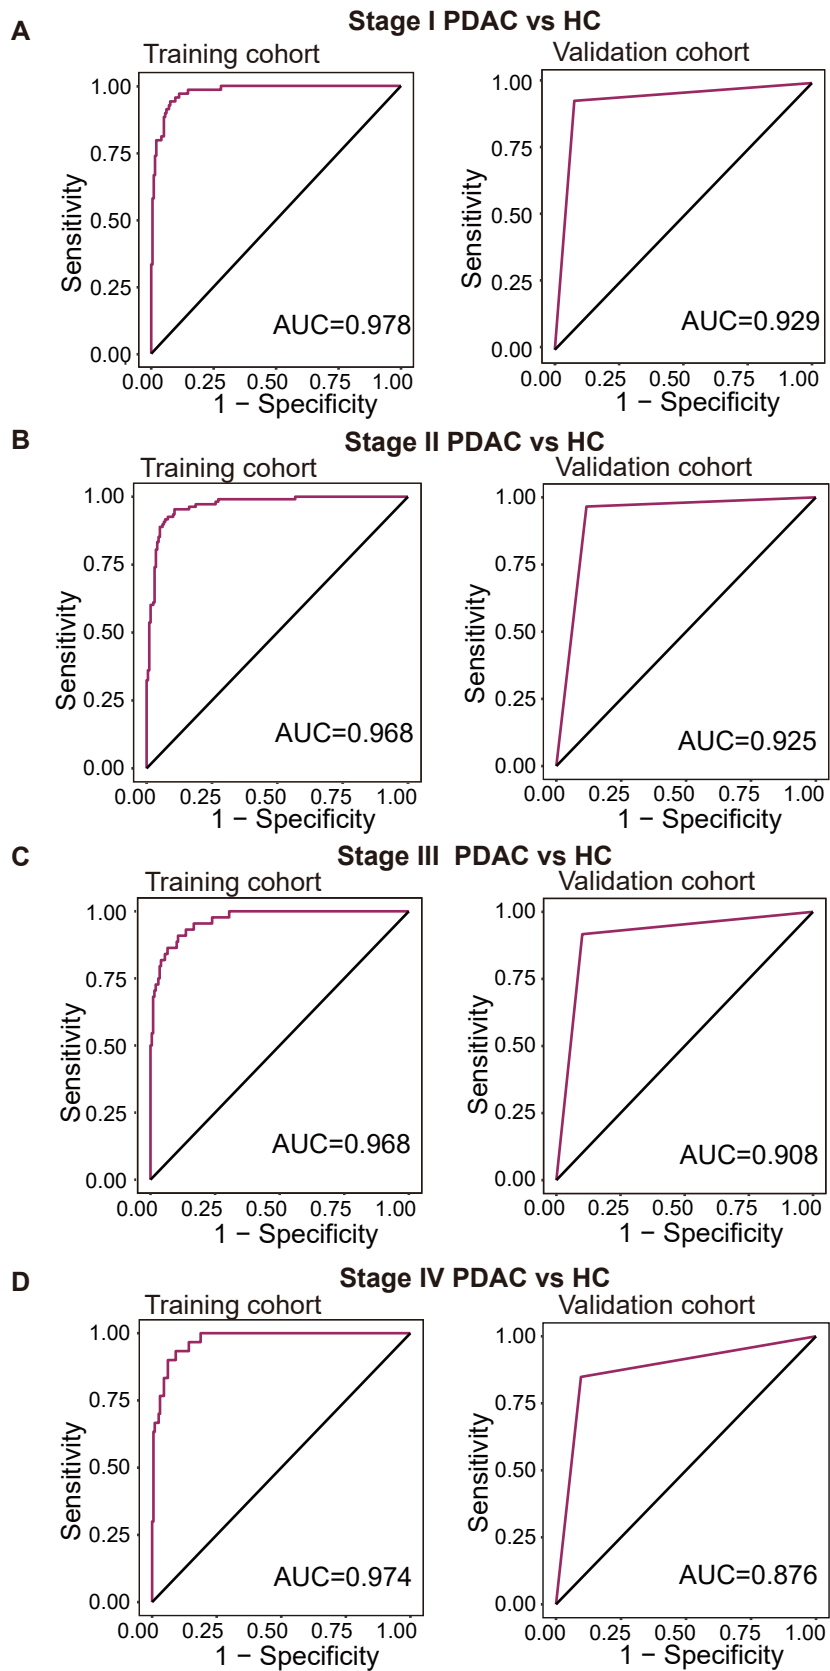 A
Stage I PDAC vs HC
Training cohort
Validation cohort
1.00
0.75
0.50
0.25
0.00
Sensitivity
AUC=0.978
0.00 0.25 0.50 0.75 1.00
1 − Specificity
1.00
0.75
0.50
0.25
0.00
Sensitivity
AUC=0.929
0.00 0.25 0.50 0.75 1.00
1 − Specificity
B
Stage II PDAC vs HC
Training cohort
Validation cohort
1.00
0.75
0.50
0.25
0.00
Sensitivity
AUC=0.968
0.00 0.25 0.50 0.75 1.00
1 − Specificity
1.00
0.75
0.50
0.25
0.00
Sensitivity
AUC=0.925
0.00 0.25 0.50 0.75 1.00
1 − Specificity
C
Stage III  PDAC vs HC
Training cohort
Validation cohort
1.00
0.75
0.50
0.25
0.00
Sensitivity
AUC=0.968
0.00 0.25 0.50 0.75 1.00
1 − Specificity
1.00
0.75
0.50
0.25
0.00
Sensitivity
AUC=0.908
0.00 0.25 0.50 0.75 1.00
1 − Specificity
D
Stage IV PDAC vs HC
Training cohort
Validation cohort
1.00
0.75
0.50
0.25
0.00
Sensitivity
AUC=0.974
0.00 0.25 0.50 0.75 1.00
1 − Specificity
1.00
0.75
0.50
0.25
0.00
Sensitivity
AUC=0.876
0.00 0.25 0.50 0.75 1.00
1 − Specificity